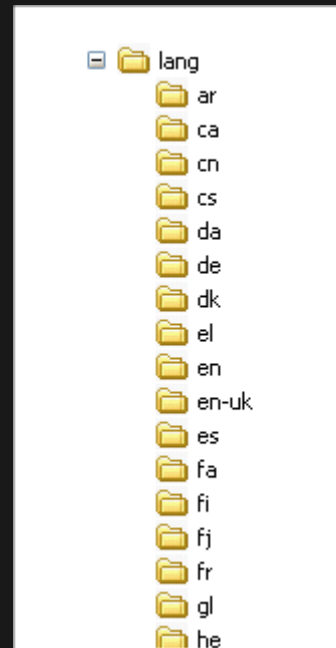 lang
ar
ca
cn
cs
da
de
dk
el
en
en-uk
es
fa
fi
fj
fr
gl
he